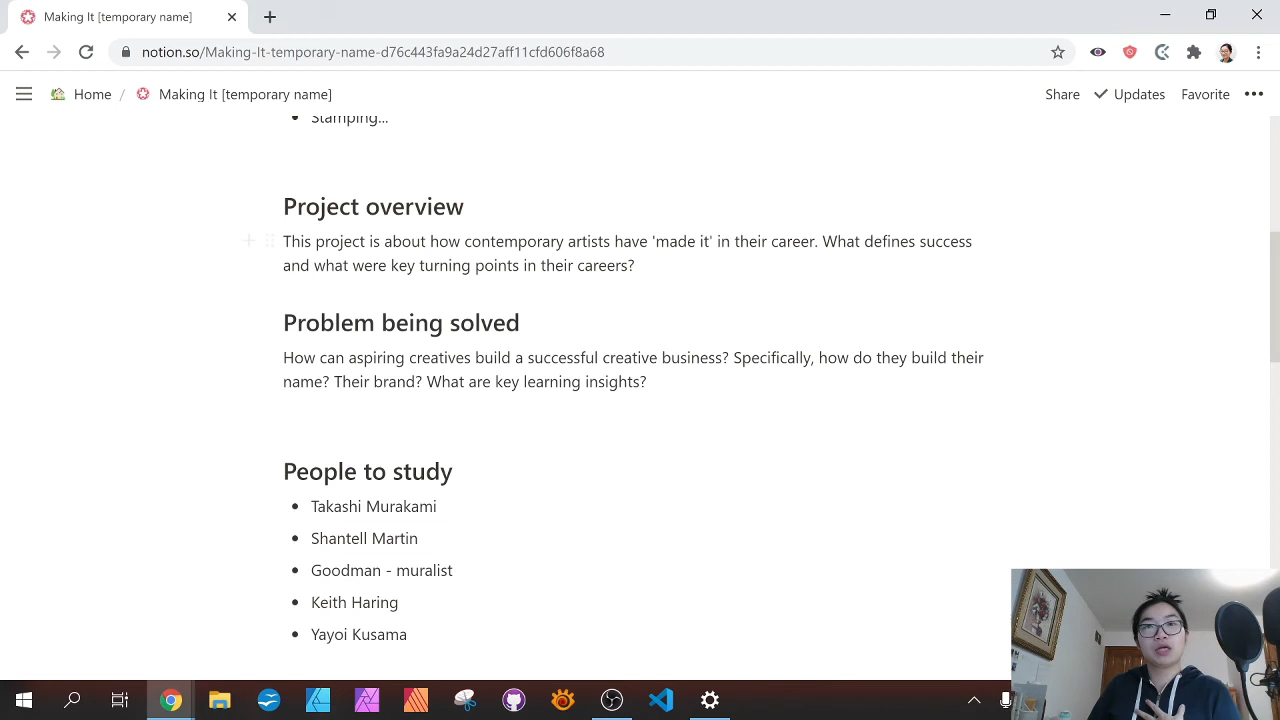 Making It [temporary name]
notion.so/Making-It-temporary-name-d76c443fa9a24d27aff11cfd606f8a68
Home / Making It [temporary name]
Share Updates Favorite
Stamping...
Project overview
This project is about how contemporary artists have 'made it' in their career. What defines success
and what were key turning points in their careers?
Problem being solved
How can aspiring creatives build a successful creative business? Specifically, how do they build their
name? Their brand? What are key learning insights?
People to study
Takashi Murakami
Shantell Martin
Goodman - muralist
Keith Haring
Yayoi Kusama